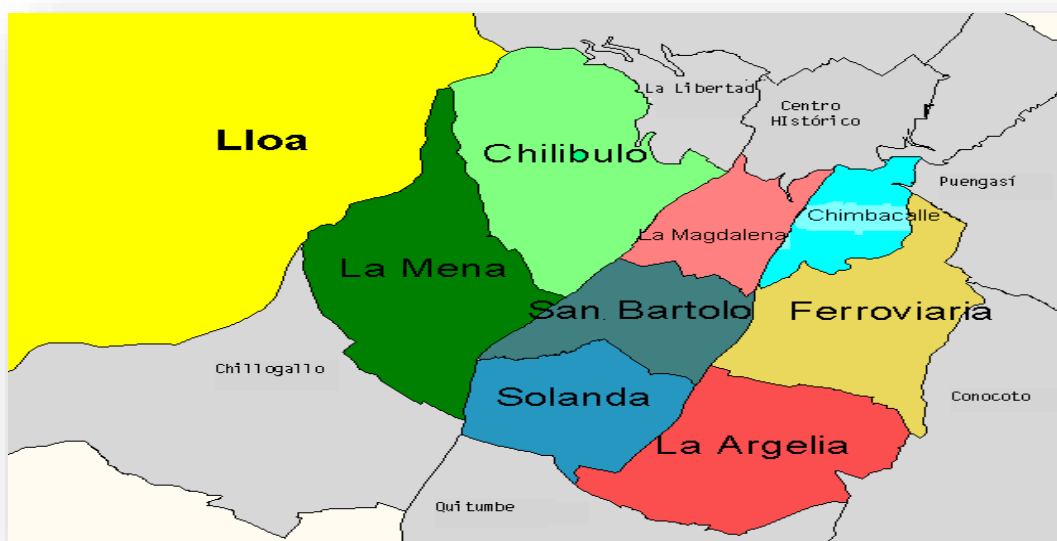 La Libertad
Centro
HIstórico
Lloa
Chilibulo
Puengasí
Chimbacalle
La Magdalena
La Mena
San. Bartolo
Ferroviaria
Chillogallo
Solanda
Conocoto
La Argelia
Quitumbe